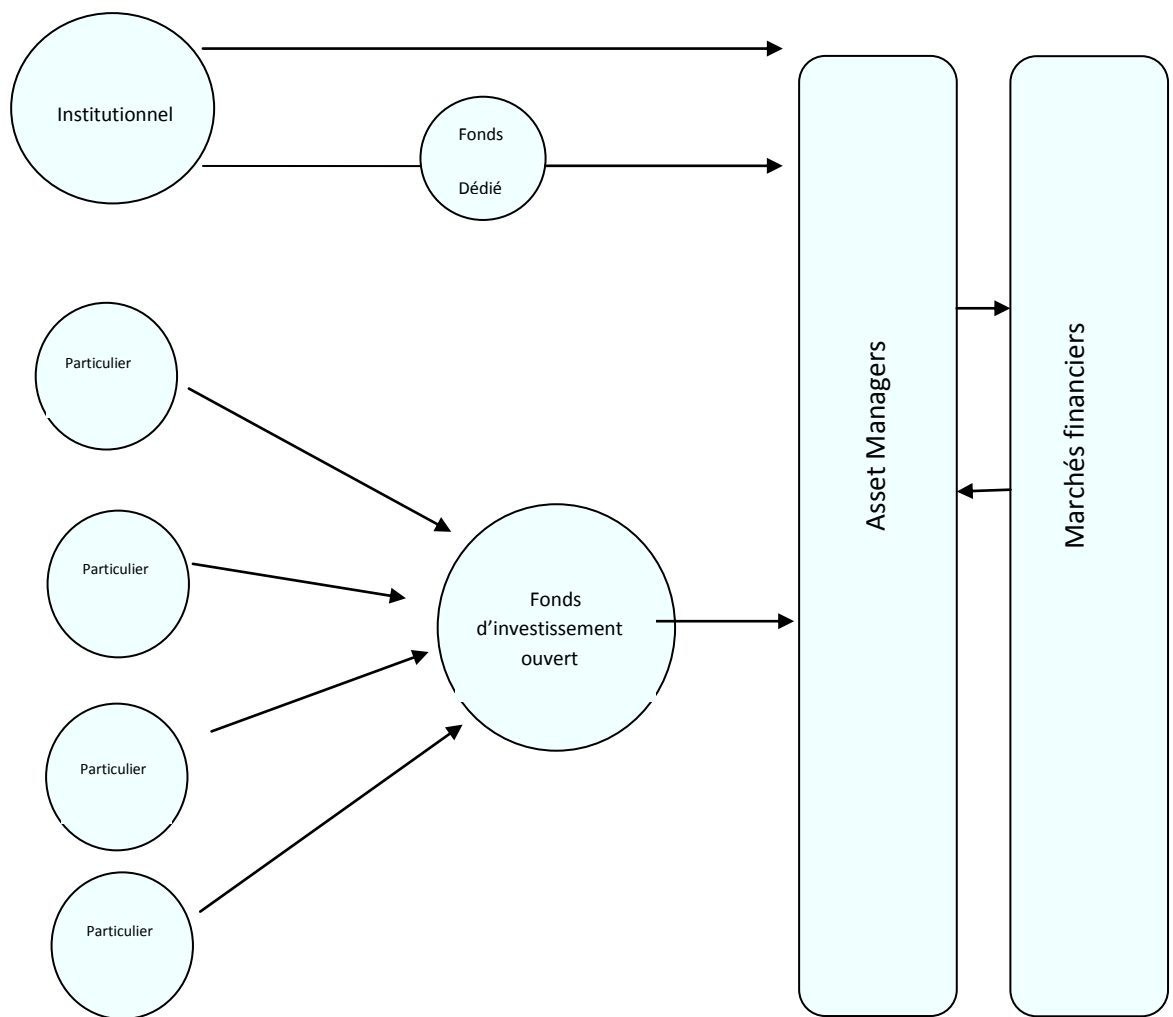 Institutionnel
Fonds
Dédié
Particulier
Particulier
Particulier
Particulier
Fonds
d’investissement
ouvert
Asset Managers
Marchés financiers